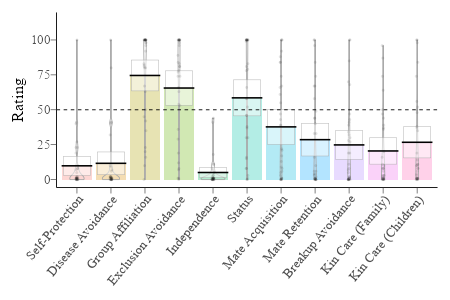 100
75
50
25
0
Rating
Self-Protection
Disease Avoidance
Group Affiliation
Exclusion Avoidance
Independence
Status
Mate Acquisition
Mate Retention
Breakup Avoidance
Kin Care (Family)
Kin Care (Children)